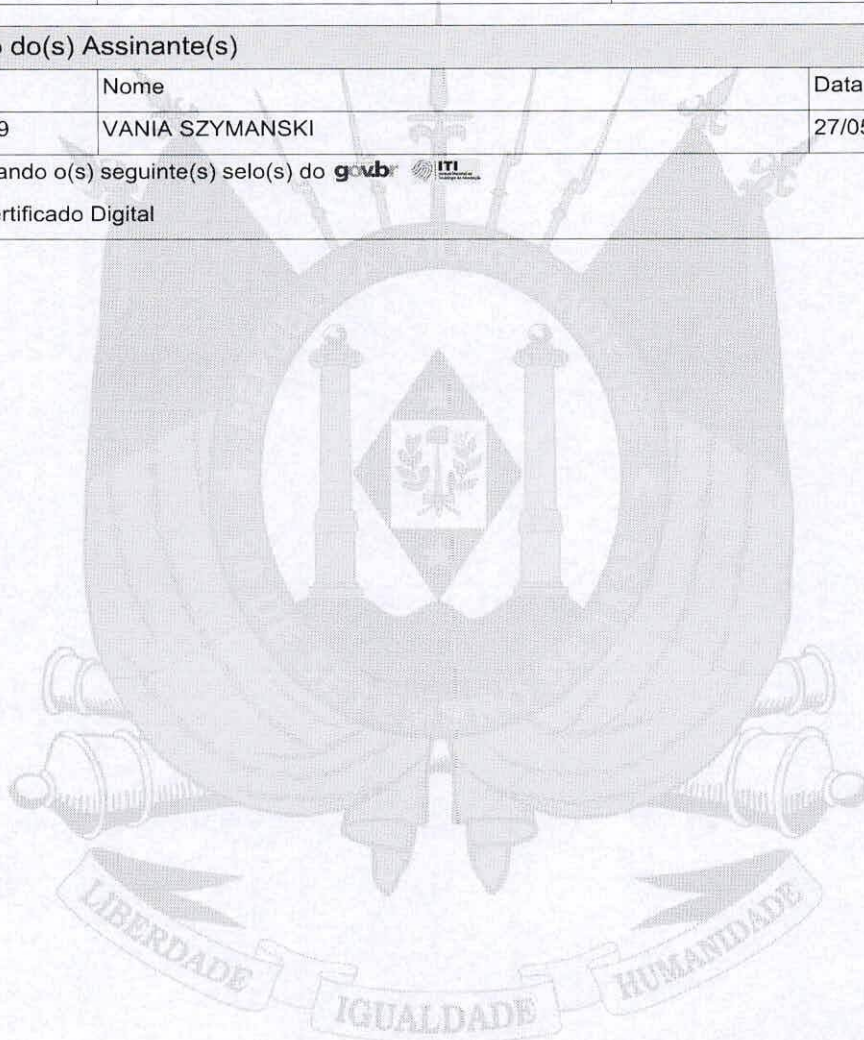 do(s) Assinante(s)
Nome Data
9 VANIA SZYMANSKI 27/05
ando o(s) seguinte(s) selo(s) do gov.br ITI
ertificado Digital
LIBERDADE IGUALDADE HUMANIDADE